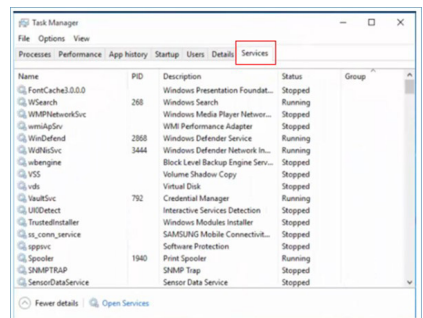 Task Manager
File Options View
Processes Performance App history Startup Users Details Services
Name PID Description Status Group
FontCache3.0.0.0 Windows Presentation Foundat... Stopped
WSearch 268 Windows Search Running
WMPNetworkSvc Windows Media Player Networ... Stopped
wmiApSrv WMI Performance Adapter Stopped
WinDefend 2868 Windows Defender Service Running
WdNisSvc 3444 Windows Defender Network In... Running
wbengine Block Level Backup Engine Serv... Stopped
VSS Volume Shadow Copy Stopped
vds Virtual Disk Stopped
VaultSvc 792 Credential Manager Running
UI0Detect Interactive Services Detection Stopped
TrustedInstaller Windows Modules Installer Stopped
ss_conn_service SAMSUNG Mobile Connectivit... Stopped
sppsvc Software Protection Stopped
Spooler 1940 Print Spooler Running
SNMPTRAP SNMP Trap Stopped
SensorDataService Sensor Data Service Stopped
Fewer details Open Services